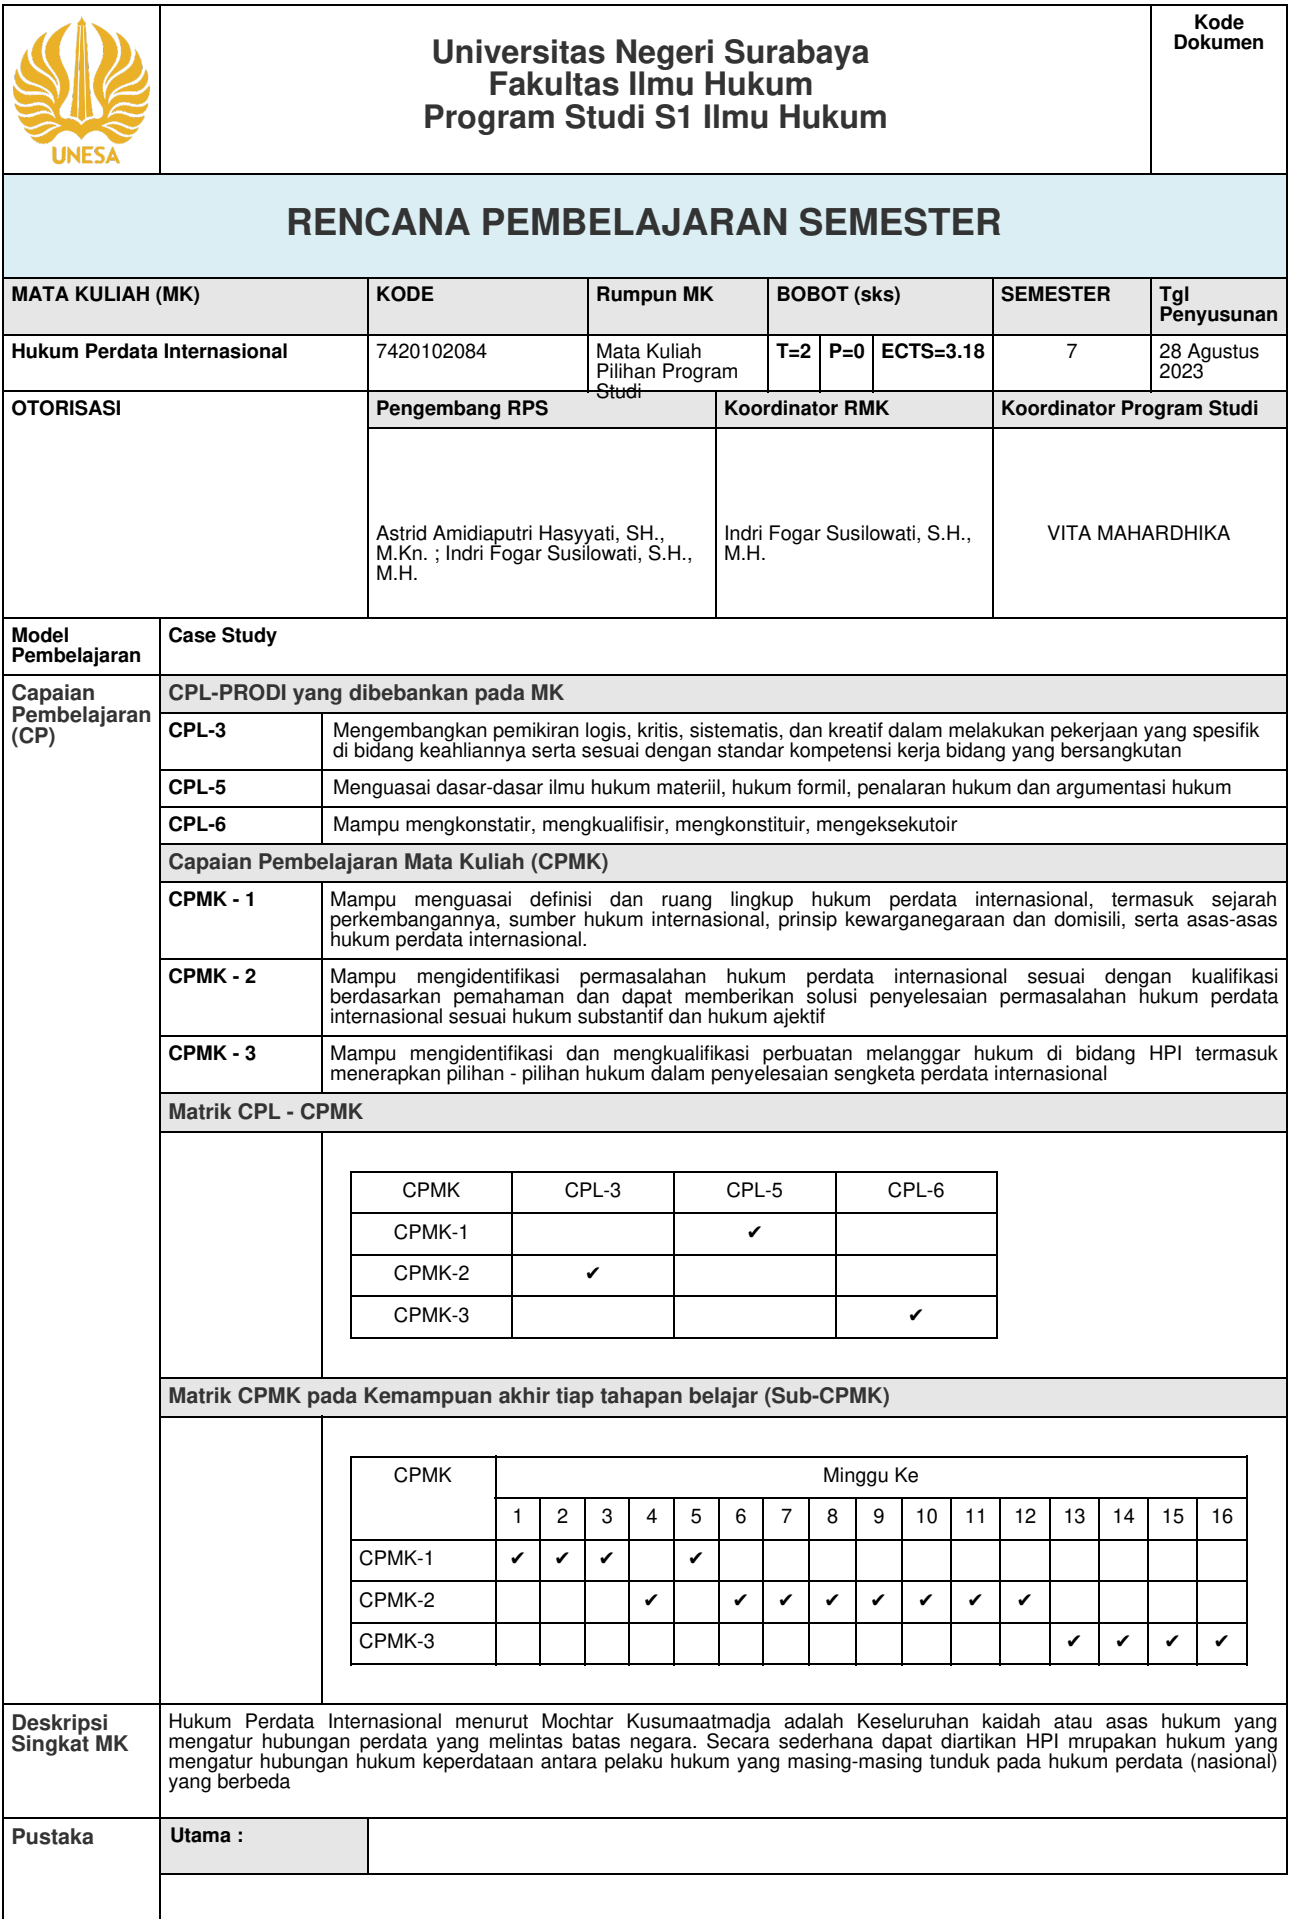 UNESA
Universitas Negeri Surabaya
Fakultas Ilmu Hukum
Program Studi S1 Ilmu Hukum
Kode
Dokumen
RENCANA PEMBELAJARAN SEMESTER
MATA KULIAH (MK) KODE Rumpun MK BOBOT (sks) SEMESTER Tgl
Penyusunan
Hukum Perdata Internasional 7420102084 Mata Kuliah
Pilihan Program
Studi
T=2 P=0 ECTS=3.18 7 28 Agustus
2023
OTORISASI Pengembang RPS Koordinator RMK Koordinator Program Studi
Astrid Amidiaputri Hasyyati, SH.,
M.Kn. ; Indri Fogar Susilowati, S.H.,
M.H.
Indri Fogar Susilowati, S.H.,
M.H.
VITA MAHARDHIKA
Model
Pembelajaran
Case Study
Capaian
Pembelajaran
(CP)
CPL-PRODI yang dibebankan pada MK
CPL-3 Mengembangkan pemikiran logis, kritis, sistematis, dan kreatif dalam melakukan pekerjaan yang spesifik
di bidang keahliannya serta sesuai dengan standar kompetensi kerja bidang yang bersangkutan
CPL-5 Menguasai dasar-dasar ilmu hukum materiil, hukum formil, penalaran hukum dan argumentasi hukum
CPL-6 Mampu mengkonstatir, mengkualifisir, mengkonstituir, mengeksekutoir
Capaian Pembelajaran Mata Kuliah (CPMK)
CPMK - 1 Mampu menguasai definisi dan ruang lingkup hukum perdata internasional, termasuk sejarah
perkembangannya, sumber hukum internasional, prinsip kewarganegaraan dan domisili, serta asas-asas
hukum perdata internasional.
CPMK - 2 Mampu mengidentifikasi permasalahan hukum perdata internasional sesuai dengan kualifikasi
berdasarkan pemahaman dan dapat memberikan solusi penyelesaian permasalahan hukum perdata
internasional sesuai hukum substantif dan hukum ajektif
CPMK - 3 Mampu mengidentifikasi dan mengkualifikasi perbuatan melanggar hukum di bidang HPI termasuk
menerapkan pilihan - pilihan hukum dalam penyelesaian sengketa perdata internasional
Matrik CPL - CPMK
CPMK CPL-3 CPL-5 CPL-6
CPMK-1 ✔
CPMK-2 ✔
CPMK-3 ✔
Matrik CPMK pada Kemampuan akhir tiap tahapan belajar (Sub-CPMK)
CPMK Minggu Ke
1 2 3 4 5 6 7 8 9 10 11 12 13 14 15 16
CPMK-1 ✔ ✔ ✔ ✔
CPMK-2 ✔ ✔ ✔ ✔ ✔ ✔ ✔ ✔
CPMK-3 ✔ ✔ ✔ ✔
Deskripsi
Singkat MK
Hukum Perdata Internasional menurut Mochtar Kusumaatmadja adalah Keseluruhan kaidah atau asas hukum yang
mengatur hubungan perdata yang melintas batas negara. Secara sederhana dapat diartikan HPI mrupakan hukum yang
mengatur hubungan hukum keperdataan antara pelaku hukum yang masing-masing tunduk pada hukum perdata (nasional)
yang berbeda
Pustaka Utama :